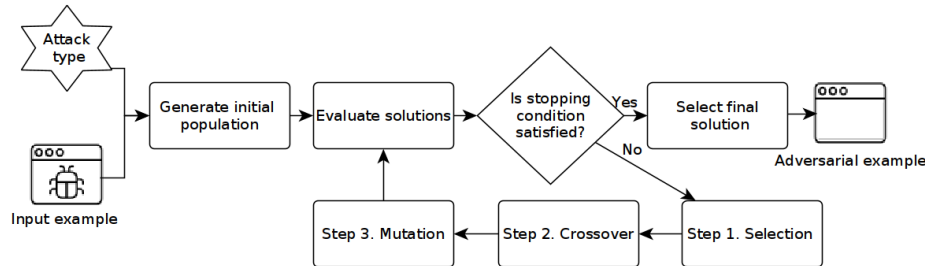 Attack
type
Input example
Generate initial
population
Evaluate solutions
Is stopping
condition
satisfied?
Yes
No
Select final
solution
Adversarial example
Step 1. Selection
Step 2. Crossover
Step 3. Mutation